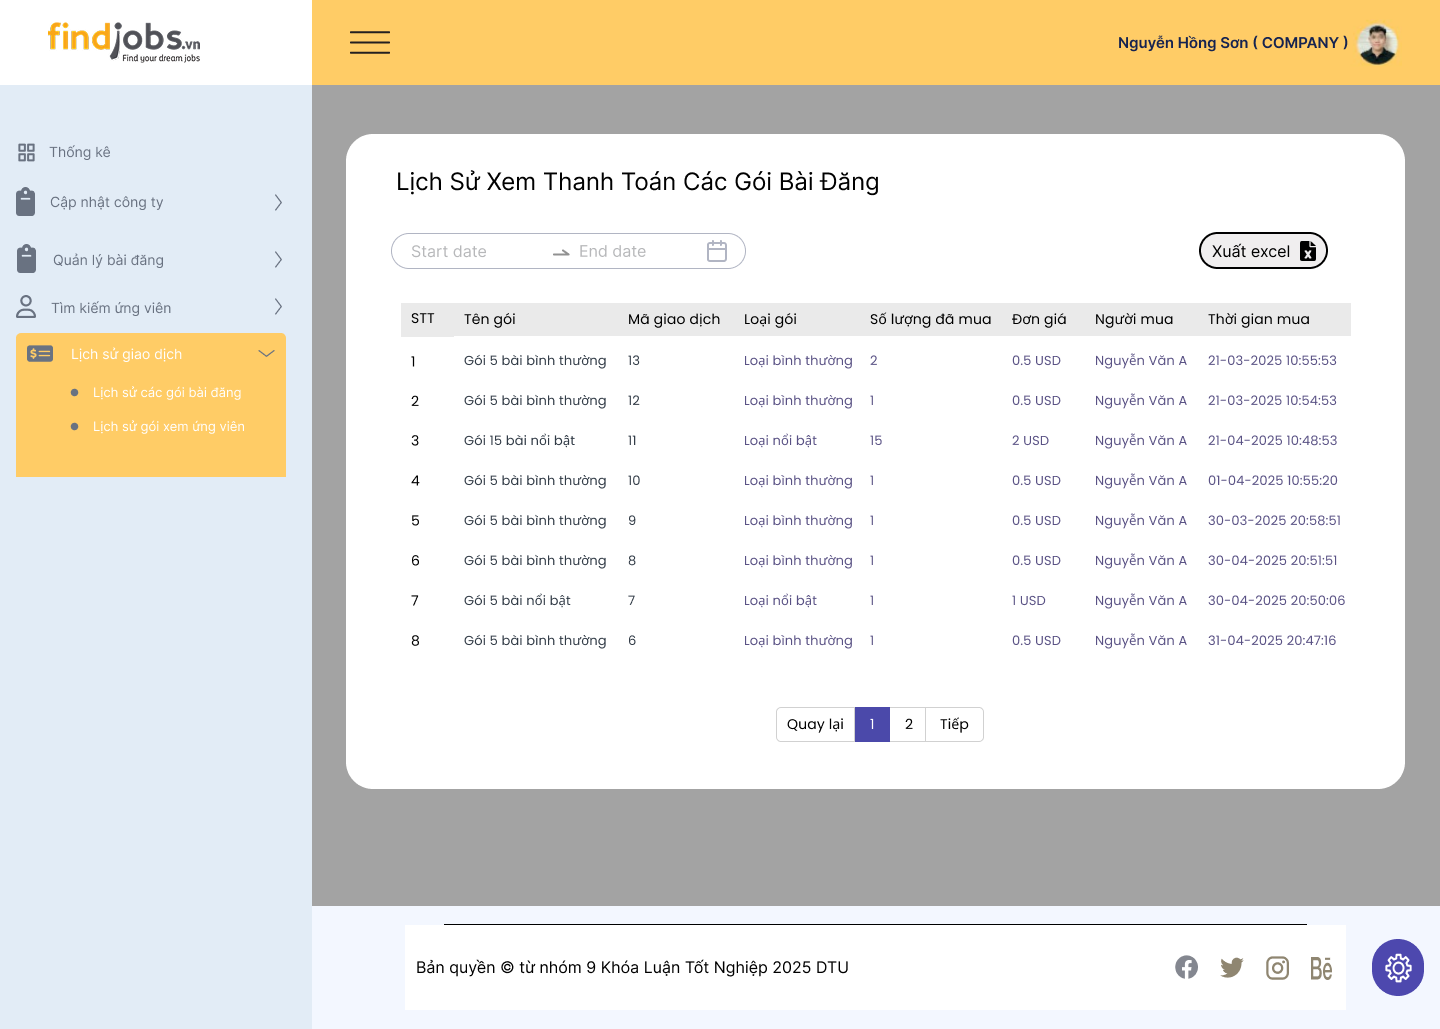 findjobs.vn
Find your dream jobs
Nguyễn Hồng Sơn ( COMPANY )
Thống kê
Cập nhật công ty
Quản lý bài đăng
Tìm kiếm ứng viên
Lịch sử giao dịch
Lịch sử các gói bài đăng
Lịch sử gói xem ứng viên
Lịch Sử Xem Thanh Toán Các Gói Bài Đăng
Start date End date
Xuất excel
STT Tên gói Mã giao dịch Loại gói Số lượng đã mua Đơn giá Người mua Thời gian mua
1 Gói 5 bài bình thường 13 Loại bình thường 2 0.5 USD Nguyễn Văn A 21-03-2025 10:55:53
2 Gói 5 bài bình thường 12 Loại bình thường 1 0.5 USD Nguyễn Văn A 21-03-2025 10:54:53
3 Gói 15 bài nổi bật 11 Loại nổi bật 15 2 USD Nguyễn Văn A 21-04-2025 10:48:53
4 Gói 5 bài bình thường 10 Loại bình thường 1 0.5 USD Nguyễn Văn A 01-04-2025 10:55:20
5 Gói 5 bài bình thường 9 Loại bình thường 1 0.5 USD Nguyễn Văn A 30-03-2025 20:58:51
6 Gói 5 bài bình thường 8 Loại bình thường 1 0.5 USD Nguyễn Văn A 30-04-2025 20:51:51
7 Gói 5 bài nổi bật 7 Loại nổi bật 1 1 USD Nguyễn Văn A 30-04-2025 20:50:06
8 Gói 5 bài bình thường 6 Loại bình thường 1 0.5 USD Nguyễn Văn A 31-04-2025 20:47:16
Quay lại 1 2 Tiếp
Bản quyền © từ nhóm 9 Khóa Luận Tốt Nghiệp 2025 DTU